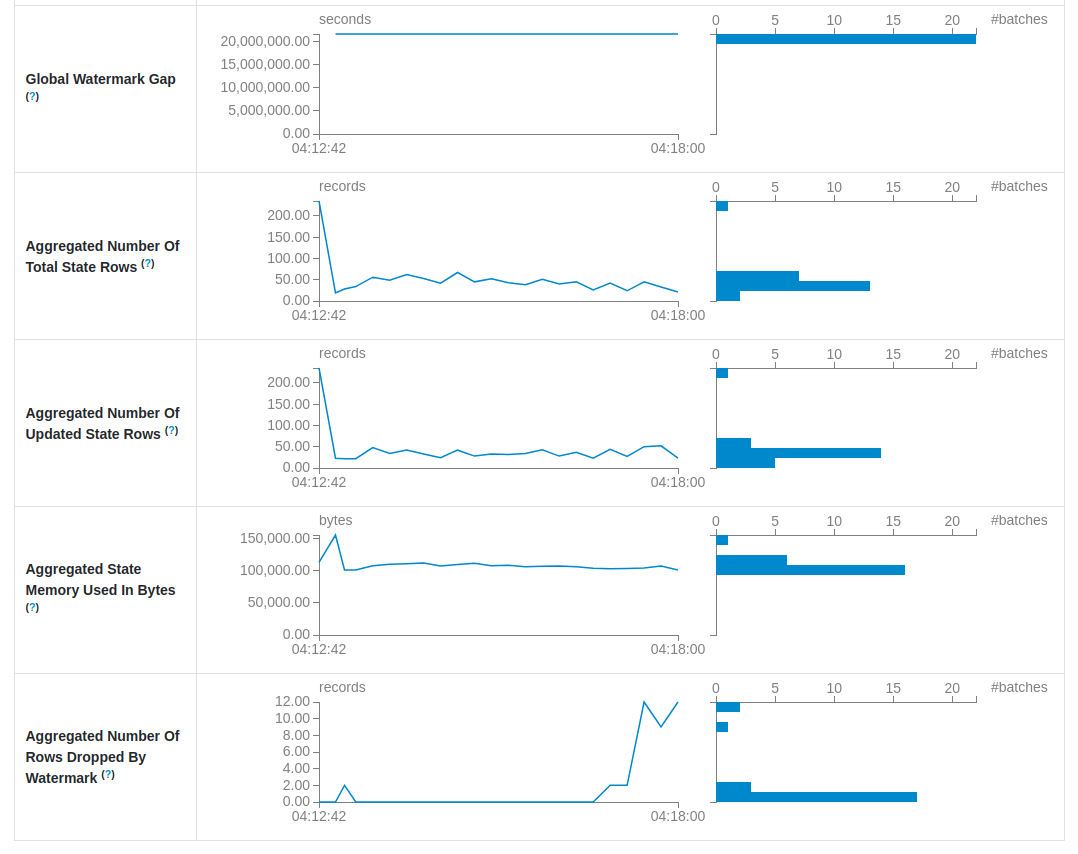 seconds
0 5 10 15 20 #batches
20,000,000.00
15,000,000.00
Global Watermark Gap
(?)
10,000,000.00
5,000,000.00
0.00
04:12:42 04:18:00
records
0 5 10 15 20 #batches
200.00
150.00
Aggregated Number Of
Total State Rows (?)
100.00
50.00
0.00
04:12:42 04:18:00
records
0 5 10 15 20 #batches
200.00
150.00
Aggregated Number Of
Updated State Rows (?)
100.00
50.00
0.00
04:12:42 04:18:00
bytes
0 5 10 15 20 #batches
150,000.00
Aggregated State
Memory Used In Bytes
(?)
100,000.00
50,000.00
0.00
04:12:42 04:18:00
records
0 5 10 15 20 #batches
12.00
10.00
8.00
Aggregated Number Of
Rows Dropped By
Watermark (?)
6.00
4.00
2.00
0.00
04:12:42 04:18:00